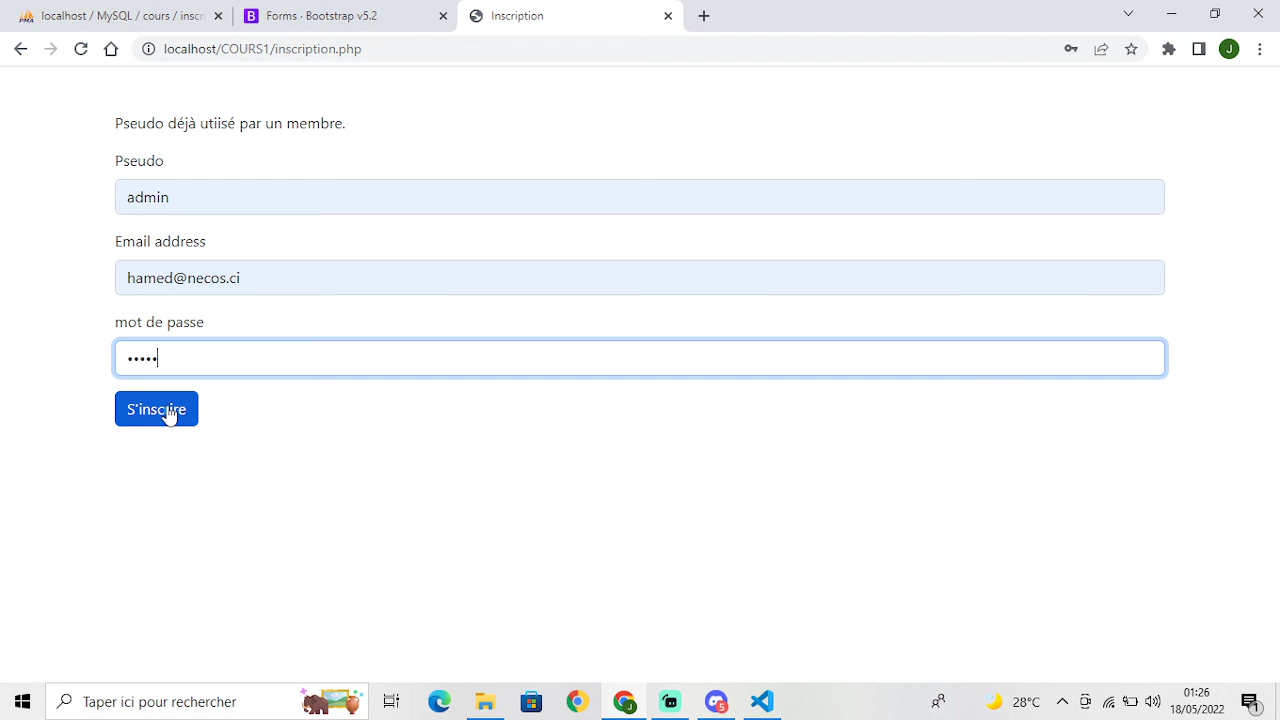 localhost / MySQL / cours / inscri
Forms · Bootstrap v5.2
Inscription
localhost/COURS1/inscription.php
J
Pseudo déjà utiisé par un membre.
Pseudo
admin
Email address
hamed@necos.ci
mot de passe
•••••
S'inscrire
Taper ici pour rechercher
J
5
28°C
01:26
18/05/2022
1